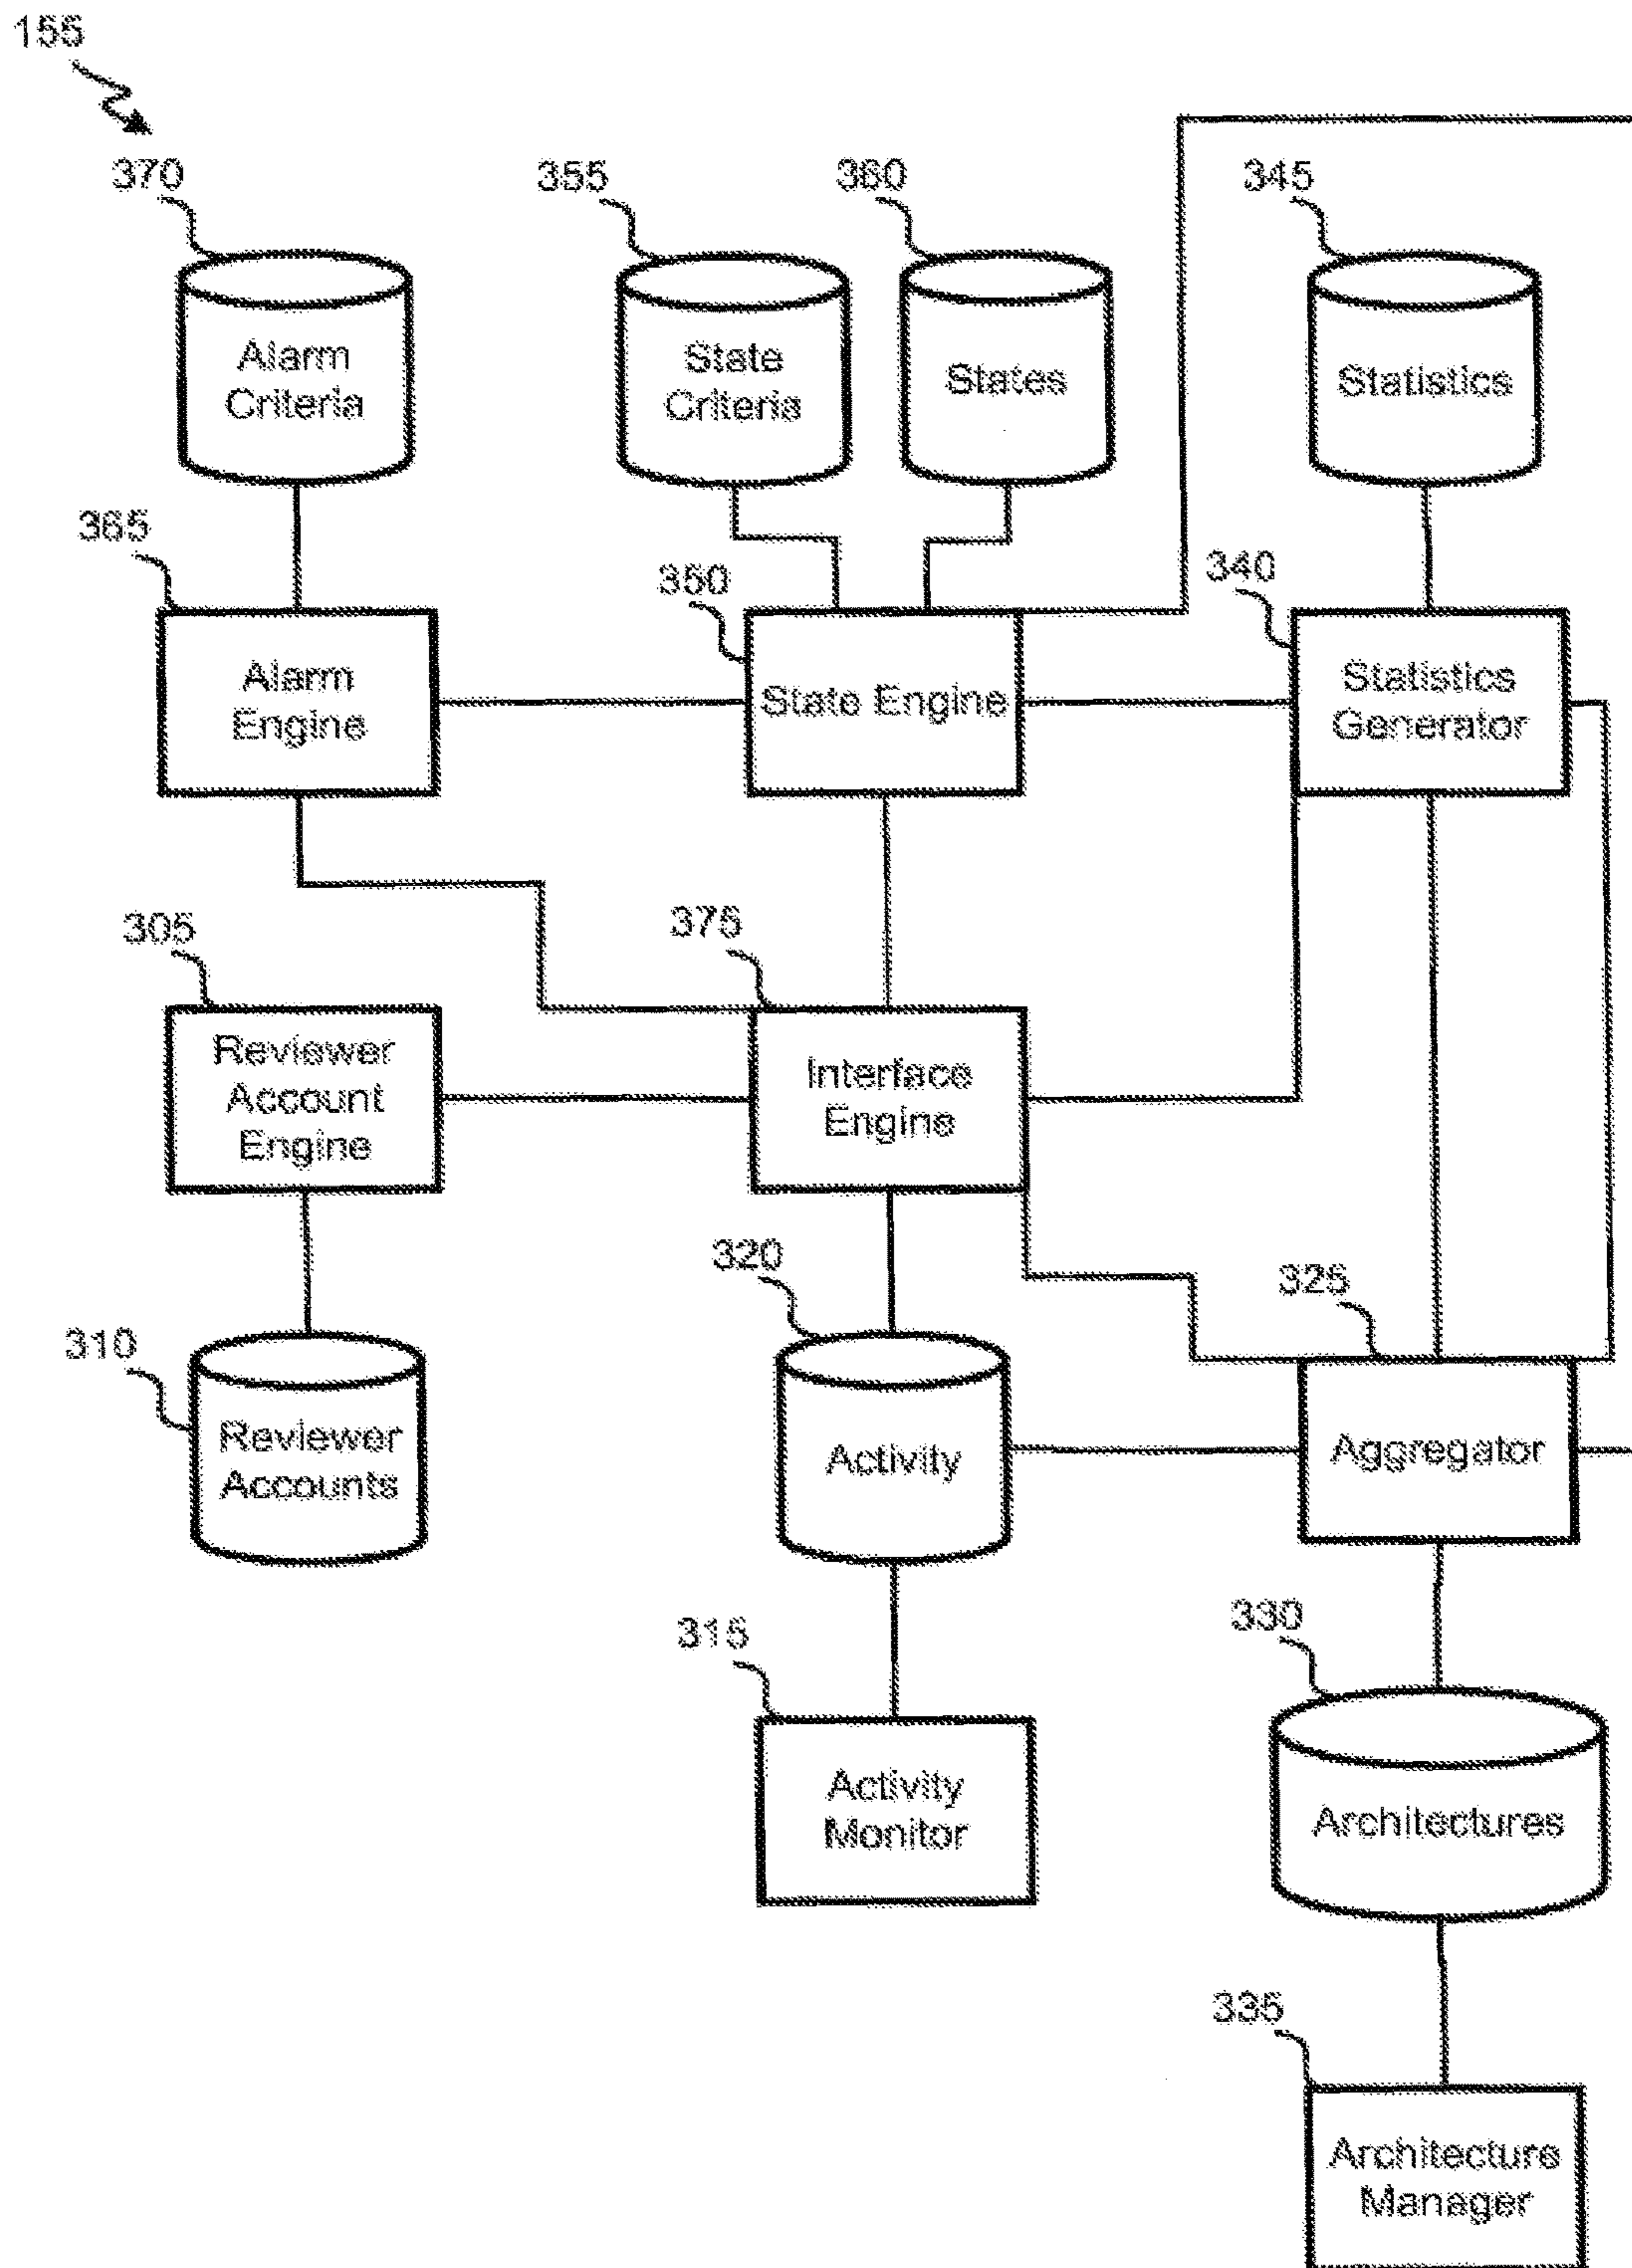 155
370
355
360
345
Alarm
Criteria
State
Criteria
States
Statistics
365
350
340
Alarm
Engine
State Engine
Statistics
Generator
305
375
Reviewer
Account
Engine
Interface
Engine
320
325
310
Reviewer
Accounts
Activity
Aggregator
315
330
Activity
Monitor
Architectures
335
Architecture
Manager